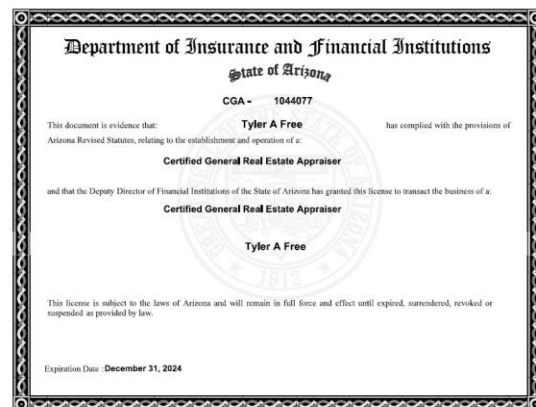 Department of Insurance and Financial Institutions
State of Arizona
CGA - 1044077
This document is evidence that: Tyler A Free has complied with the provisions of
Arizona Revised Statutes, relating to the establishment and operation of a:
Certified General Real Estate Appraiser
and that the Deputy Director of Financial Institutions of the State of Arizona has granted this license to transact the business of a:
Certified General Real Estate Appraiser
Tyler A Free
1912
This license is subject to the laws of Arizona and will remain in full force and effect until expired, surrendered, revoked or
suspended as provided by law.
Expiration Date : December 31, 2024